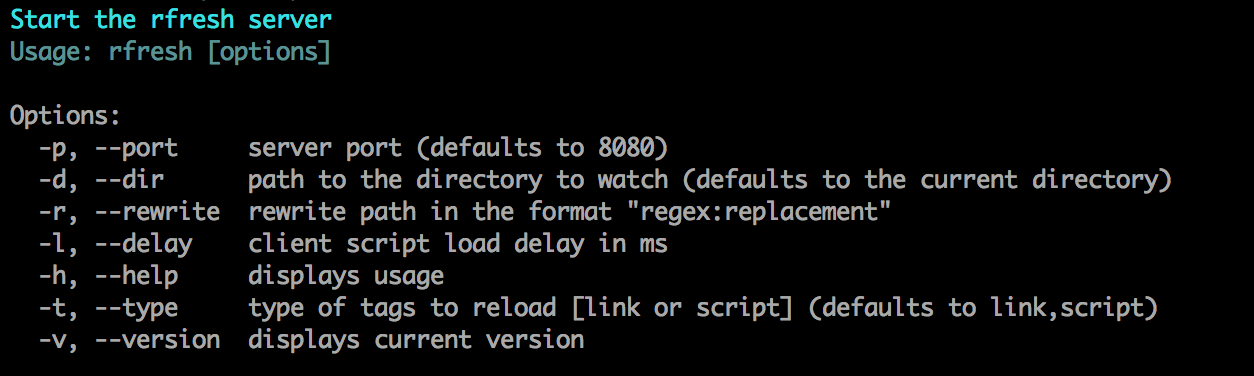 Start the rfresh server
Usage: rfresh [options]
Options:
-p, --port server port (defaults to 8080)
-d, --dir path to the directory to watch (defaults to the current directory)
-r, --rewrite rewrite path in the format "regex:replacement"
-l, --delay client script load delay in ms
-h, --help displays usage
-t, --type type of tags to reload [link or script] (defaults to link,script)
-v, --version displays current version